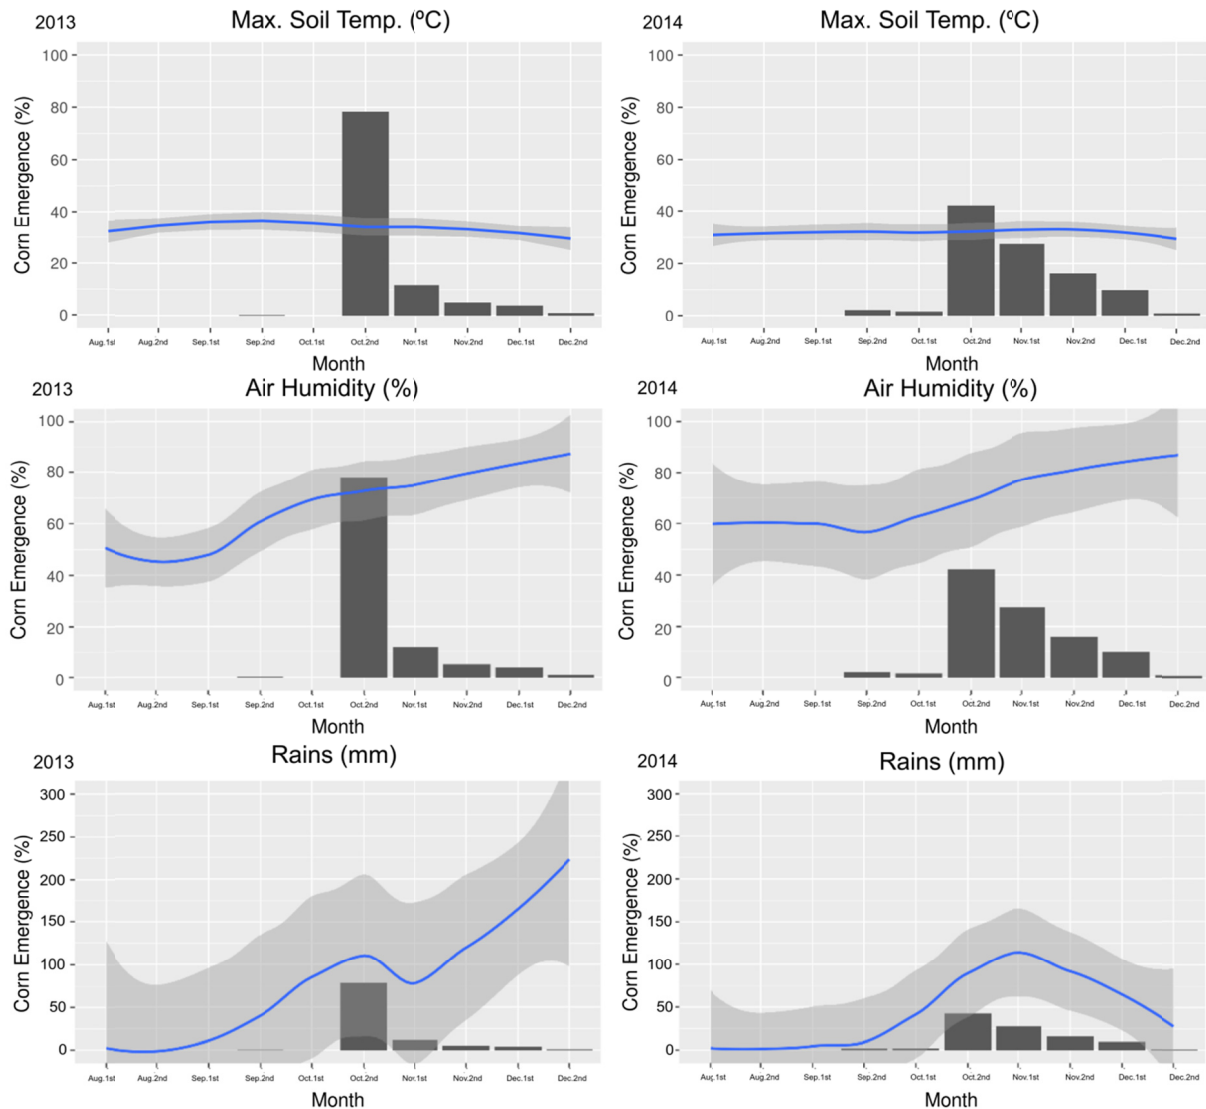 2013 Max. Soil Temp. (ºC)
2014 Max. Soil Temp. (ºC)
Corn Emergence (%)
100
80
60
40
20
0
Aug.1st Aug.2nd Sep.1st Sep.2nd Oct.1st Oct.2nd Nov.1st Nov.2nd Dec.1st Dec.2nd
Month
Corn Emergence (%)
100
80
60
40
20
0
Aug.1st Aug.2nd Sep.1st Sep.2nd Oct.1st Oct.2nd Nov.1st Nov.2nd Dec.1st Dec.2nd
Month
2013 Air Humidity (%)
2014 Air Humidity (%)
Corn Emergence (%)
100
80
60
40
20
0
Aug.1st Aug.2nd Sep.1st Sep.2nd Oct.1st Oct.2nd Nov.1st Nov.2nd Dec.1st Dec.2nd
Month
Corn Emergence (%)
100
80
60
40
20
0
Aug.1st Aug.2nd Sep.1st Sep.2nd Oct.1st Oct.2nd Nov.1st Nov.2nd Dec.1st Dec.2nd
Month
2013 Rains (mm)
2014 Rains (mm)
Corn Emergence (%)
300
250
200
150
100
50
0
Aug.1st Aug.2nd Sep.1st Sep.2nd Oct.1st Oct.2nd Nov.1st Nov.2nd Dec.1st Dec.2nd
Month
Corn Emergence (%)
300
250
200
150
100
50
0
Aug.1st Aug.2nd Sep.1st Sep.2nd Oct.1st Oct.2nd Nov.1st Nov.2nd Dec.1st Dec.2nd
Month